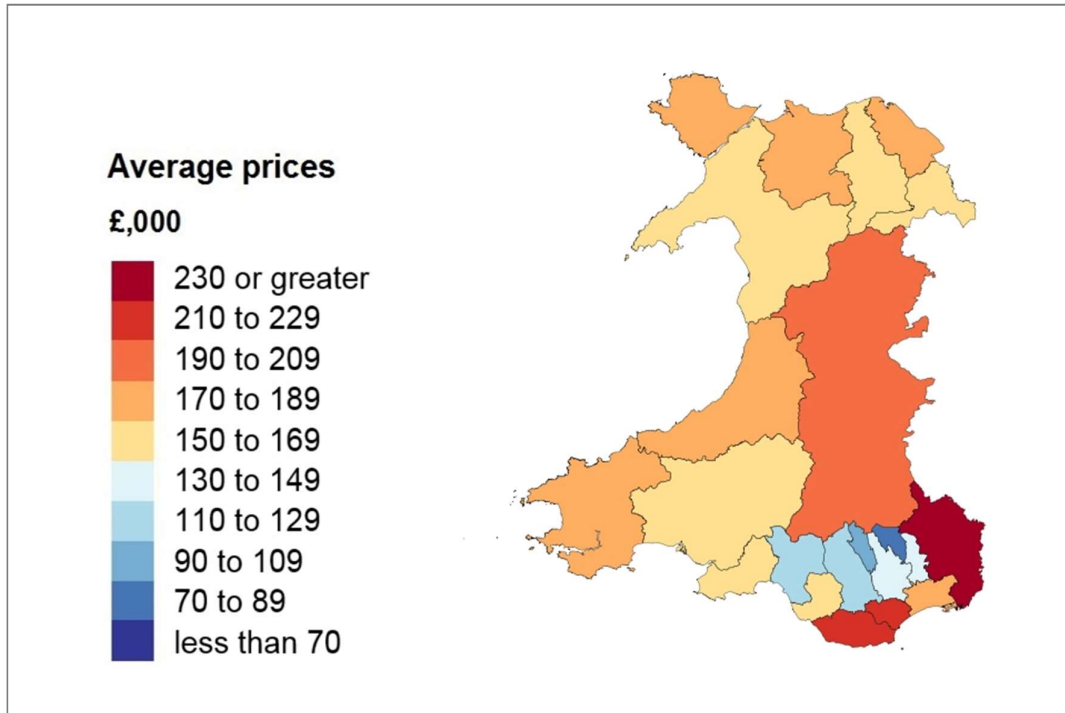 Average prices
£,000
230 or greater
210 to 229
190 to 209
170 to 189
150 to 169
130 to 149
110 to 129
90 to 109
70 to 89
less than 70